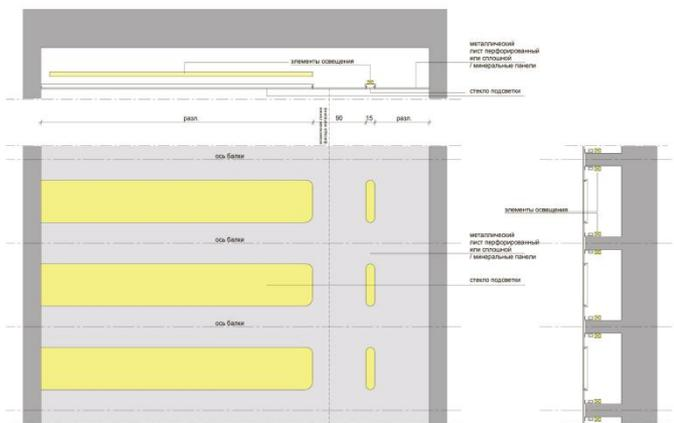 элементы освещения
металлический
лист перфорированный
или сплошной
/ минеральные панели
стекло подсветки
разл.
90
15
разл.
ось балки
элементы освещения
ось балки
металлический
лист перфорированный
или сплошной
/ минеральные панели
стекло подсветки
ось балки